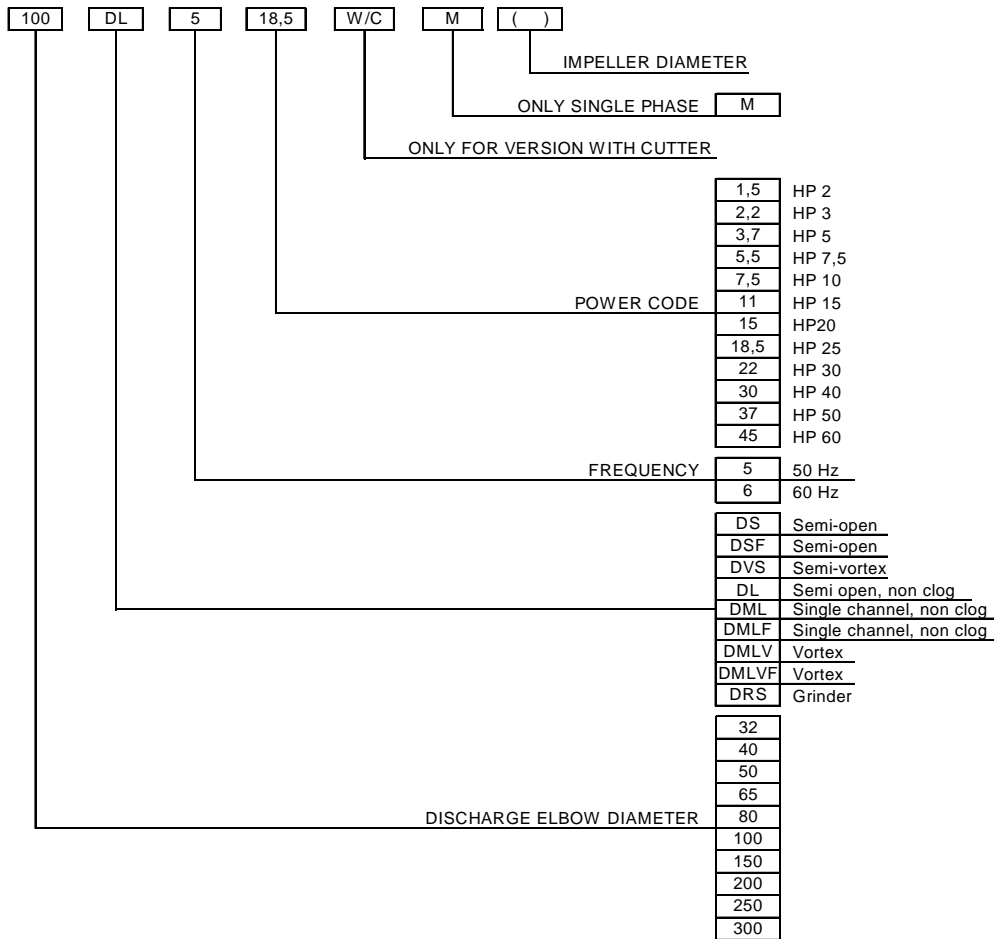 100 DL 5 18,5 W/C M ( )
IMPELLER DIAMETER
ONLY SINGLE PHASE M
ONLY FOR VERSION WITH CUTTER
1,5 HP 2
2,2 HP 3
3,7 HP 5
5,5 HP 7,5
7,5 HP 10
POWER CODE 11 HP 15
15 HP20
18,5 HP 25
22 HP 30
30 HP 40
37 HP 50
45 HP 60
FREQUENCY 5 50 Hz
6 60 Hz
DS Semi-open
DSF Semi-open
DVS Semi-vortex
DL Semi open, non clog
DML Single channel, non clog
DMLF Single channel, non clog
DMLV Vortex
DMLVF Vortex
DRS Grinder
32
40
50
65
DISCHARGE ELBOW DIAMETER 80
100
150
200
250
300